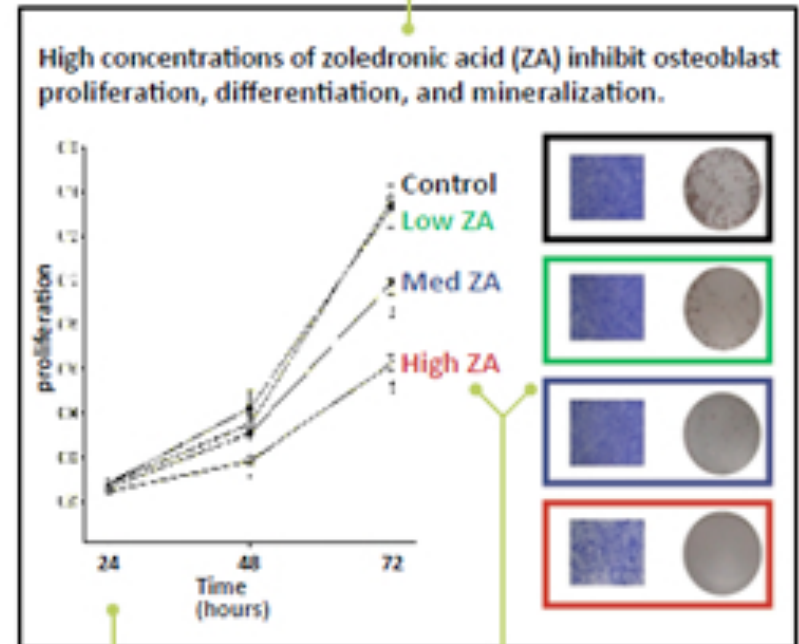 High concentrations of zoledronic acid (ZA) inhibit osteoblast
proliferation, differentiation, and mineralization.
Control
Low ZA
Med ZA
High ZA
proliferation
24 48 72
Time
(hours)